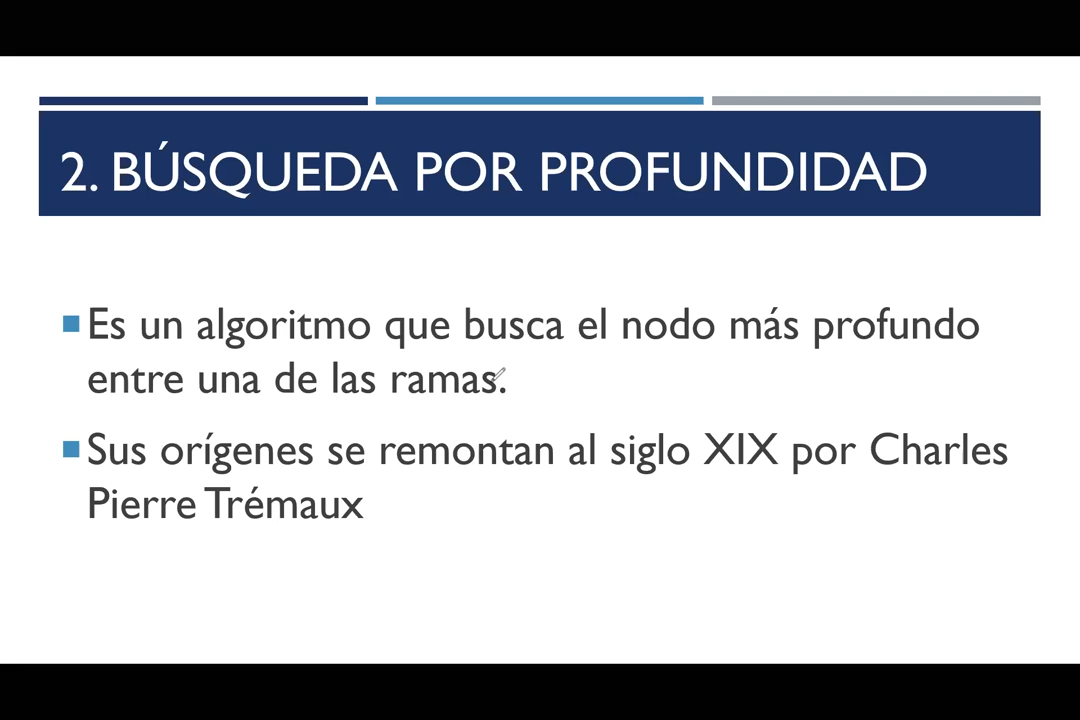 2. BÚSQUEDA POR PROFUNDIDAD
Es un algoritmo que busca el nodo más profundo
entre una de las ramas.
Sus orígenes se remontan al siglo XIX por Charles
Pierre Trémaux